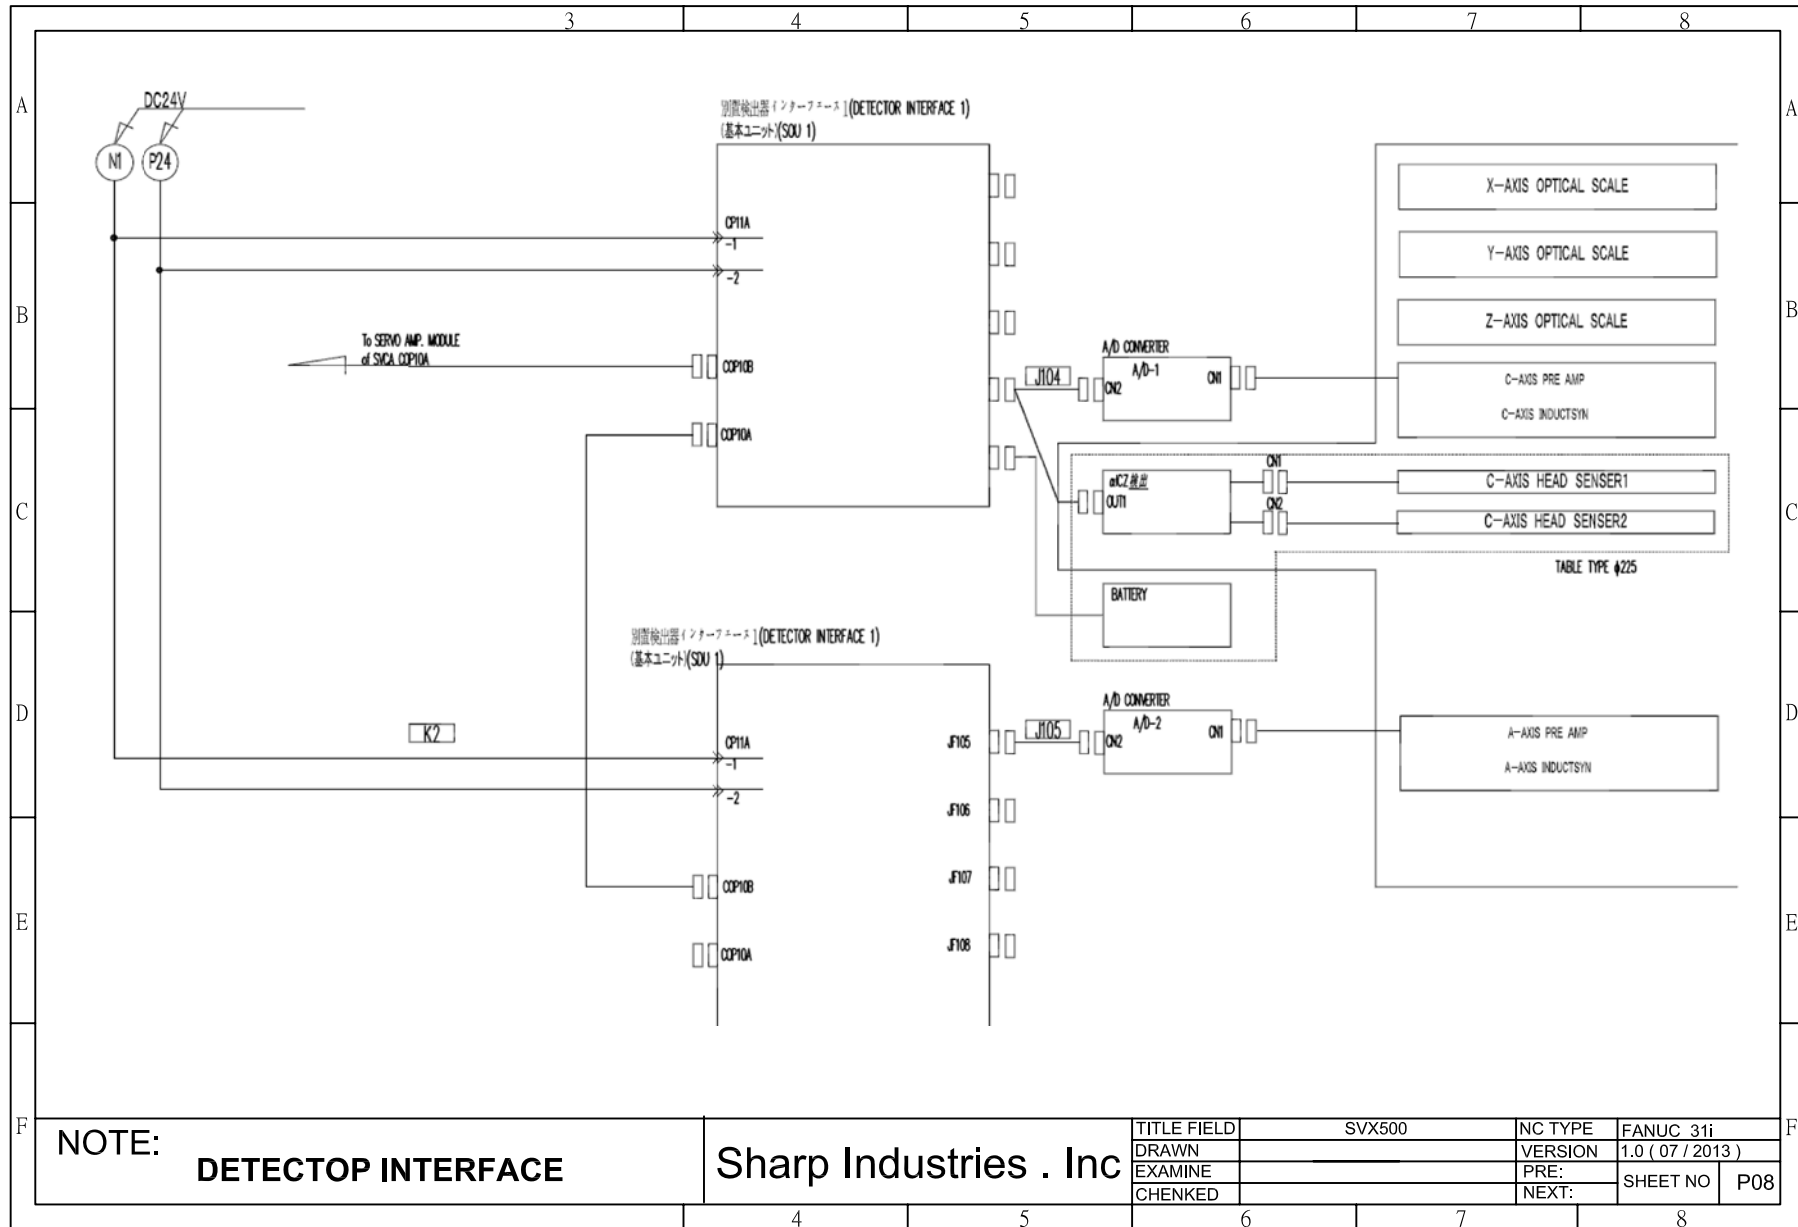 3 4 5 6 7 8
A A
B B
C C
D D
E E
F F
DC24V
N1 P24
別置検出器インターフェース1(DETECTOR INTERFACE 1)
(基本ユニット)(SDU 1)
CP11A
-1
-2
To SERVO AMP. MODULE
of SVCA COP10A
COP10B
COP10A
J104
A/D CONVERTER
A/D-1
CN2 CN1
X-AXIS OPTICAL SCALE
Y-AXIS OPTICAL SCALE
Z-AXIS OPTICAL SCALE
C-AXIS PRE AMP
C-AXIS INDUCTSYN
αiCZ検出
OUT1
CN1
CN2
C-AXIS HEAD SENSER1
C-AXIS HEAD SENSER2
TABLE TYPE ϕ225
BATTERY
別置検出器インターフェース1(DETECTOR INTERFACE 1)
(基本ユニット)(SDU 1)
K2
CP11A
-1
-2
COP10B
COP10A
JF105
JF106
JF107
JF108
J105
A/D CONVERTER
A/D-2
CN2 CN1
A-AXIS PRE AMP
A-AXIS INDUCTSYN
NOTE:
DETECTOP INTERFACE
Sharp Industries . Inc
TITLE FIELD SVX500 NC TYPE FANUC 31i
DRAWN VERSION 1.0 ( 07 / 2013 )
EXAMINE PRE: SHEET NO P08
CHENKED NEXT:
4 5 6 7 8